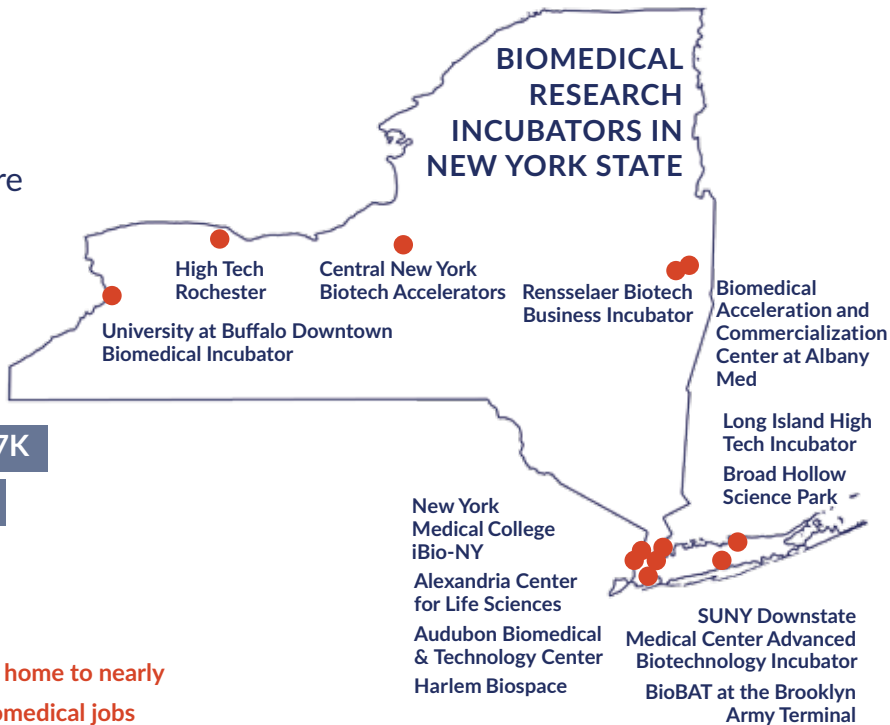 BIOMEDICAL
RESEARCH
INCUBATORS IN
NEW YORK STATE
re
High Tech
Rochester
Central New York
Biotech Accelerators
Rensselaer Biotech
Business Incubator
Biomedical
Acceleration and
Commercialization
Center at Albany
Med
University at Buffalo Downtown
Biomedical Incubator
7K
Long Island High
Tech Incubator
Broad Hollow
Science Park
New York
Medical College
iBio-NY
Alexandria Center
for Life Sciences
Audubon Biomedical
& Technology Center
Harlem Biospace
SUNY Downstate
Medical Center Advanced
Biotechnology Incubator
BioBAT at the Brooklyn
Army Terminal
home to nearly
omedical jobs